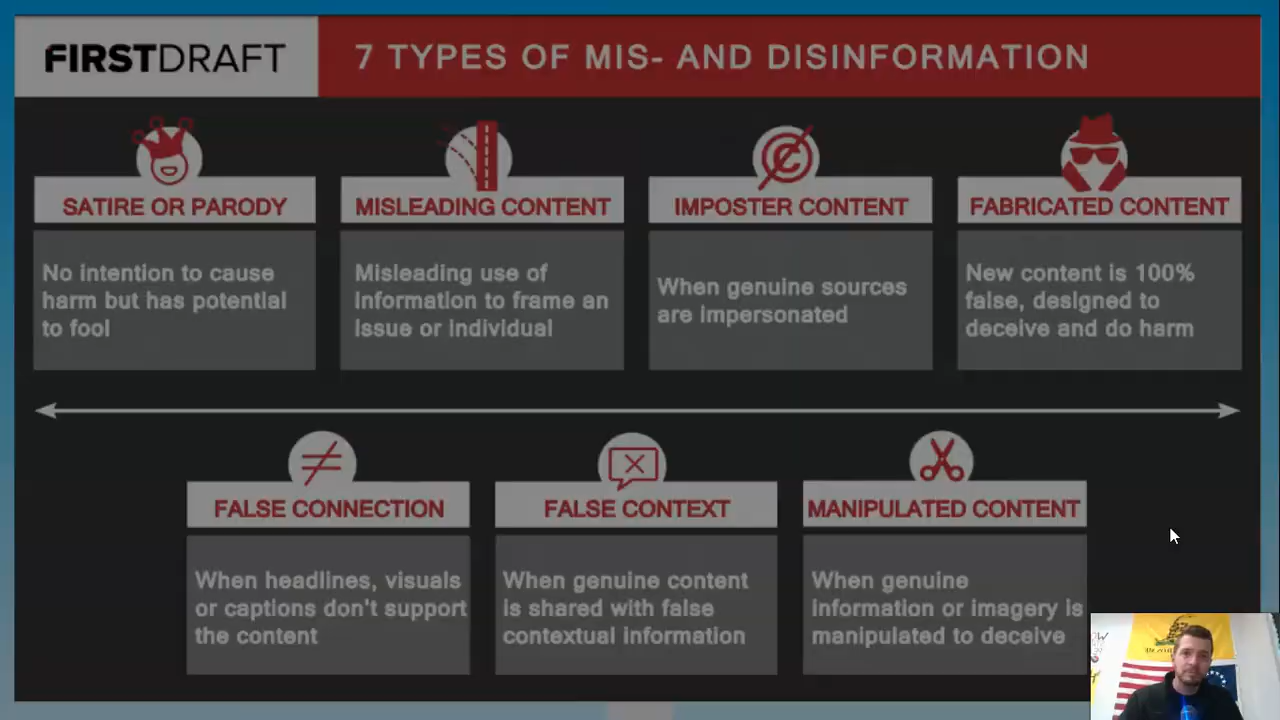 FIRSTDRAFT
7 TYPES OF MIS- AND DISINFORMATION
SATIRE OR PARODY
No intention to cause
harm but has potential
to fool
MISLEADING CONTENT
Misleading use of
information to frame an
issue or individual
IMPOSTER CONTENT
When genuine sources
are impersonated
FABRICATED CONTENT
New content is 100%
false, designed to
deceive and do harm
FALSE CONNECTION
When headlines, visuals
or captions don't support
the content
FALSE CONTEXT
When genuine content
is shared with false
contextual information
MANIPULATED CONTENT
When genuine
information or imagery is
manipulated to deceive